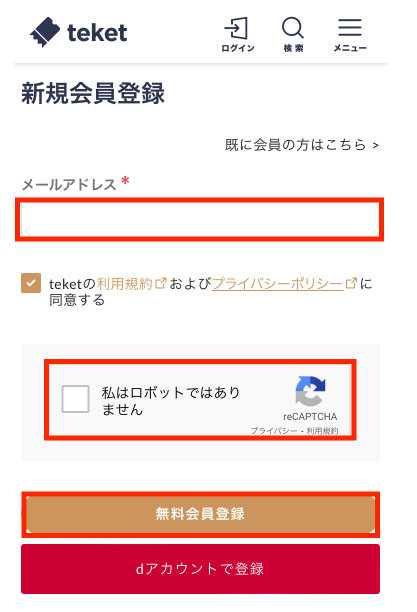 teket
ログイン
検索
メニュー
新規会員登録
既に会員の方はこちら >
メールアドレス *
teketの利用規約およびプライバシーポリシーに
同意する
私はロボットではあり
ません
reCAPTCHA
プライバシー - 利用規約
無料会員登録
dアカウントで登録